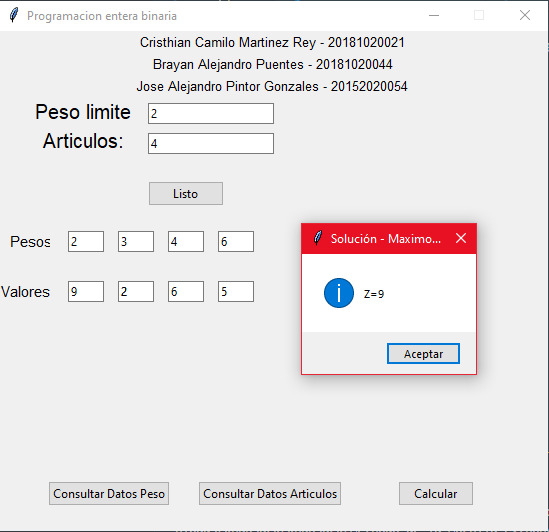 Programacion entera binaria
Cristhian Camilo Martinez Rey - 20181020021
Brayan Alejandro Puentes - 20181020044
Jose Alejandro Pintor Gonzales - 20152020054
Peso limite 2
Articulos: 4
Listo
Pesos 2 3 4 6
Valores 9 2 6 5
Solución - Maximo...
i
Z=9
Aceptar
Consultar Datos Peso Consultar Datos Articulos Calcular